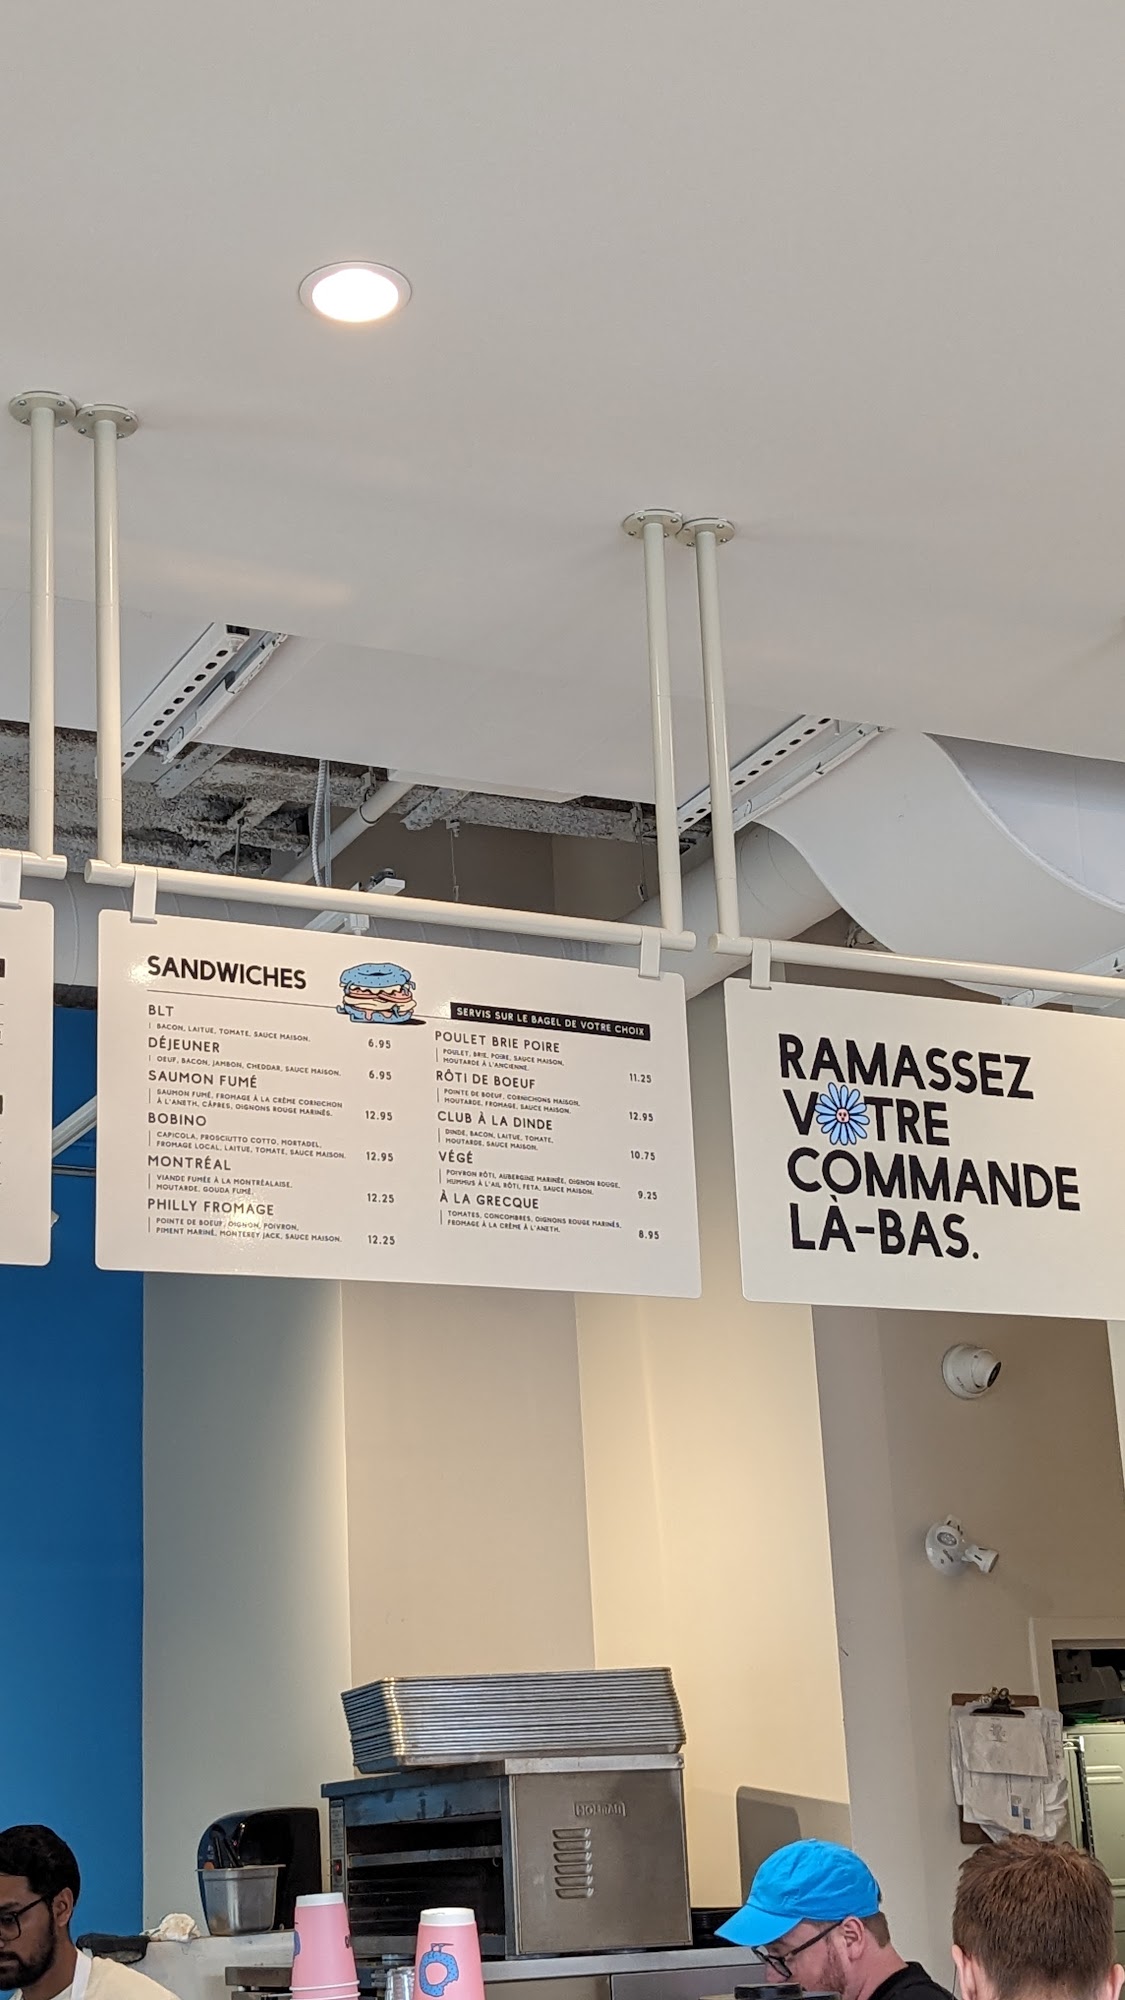 SANDWICHES
SERVIS SUR LE BAGEL DE VOTRE CHOIX
BLT
BACON, LAITUE, TOMATE, SAUCE MAISON.
6.95
DÉJEUNER
OEUF, BACON, JAMBON, CHEDDAR, SAUCE MAISON.
6.95
SAUMON FUMÉ
SAUMON FUMÉ, FROMAGE À LA CRÈME CORNICHON
À L'ANETH, CÂPRES, OIGNONS ROUGE MARINÉS.
12.95
BOBINO
CAPICOLA, PROSCIUTTO COTTO, MORTADEL,
FROMAGE LOCAL, LAITUE, TOMATE, SAUCE MAISON.
12.95
MONTRÉAL
VIANDE FUMÉE À LA MONTRÉALAISE,
MOUTARDE, GOUDA FUMÉ.
12.25
PHILLY FROMAGE
POINTE DE BOEUF, OIGNON, POIVRON,
PIMENT MARINÉ, MONTEREY JACK, SAUCE MAISON.
12.25
POULET BRIE POIRE
POULET, BRIE, POIRE, SAUCE MAISON,
MOUTARDE À L'ANCIENNE.
11.25
RÔTI DE BOEUF
POINTE DE BOEUF, CORNICHONS MAISON,
MOUTARDE, FROMAGE, SAUCE MAISON.
12.95
CLUB À LA DINDE
DINDE, BACON, LAITUE, TOMATE,
MOUTARDE, SAUCE MAISON.
10.75
VÉGÉ
POIVRON RÔTI, AUBERGINE MARINÉE, OIGNON ROUGE,
HUMMUS À L'AIL RÔTI, FETA, SAUCE MAISON.
9.25
À LA GRECQUE
TOMATES, CONCOMBRES, OIGNONS ROUGE MARINÉS,
FROMAGE À LA CRÈME À L'ANETH.
8.95
RAMASSEZ
VOTRE
COMMANDE
LÀ-BAS.
DOYON